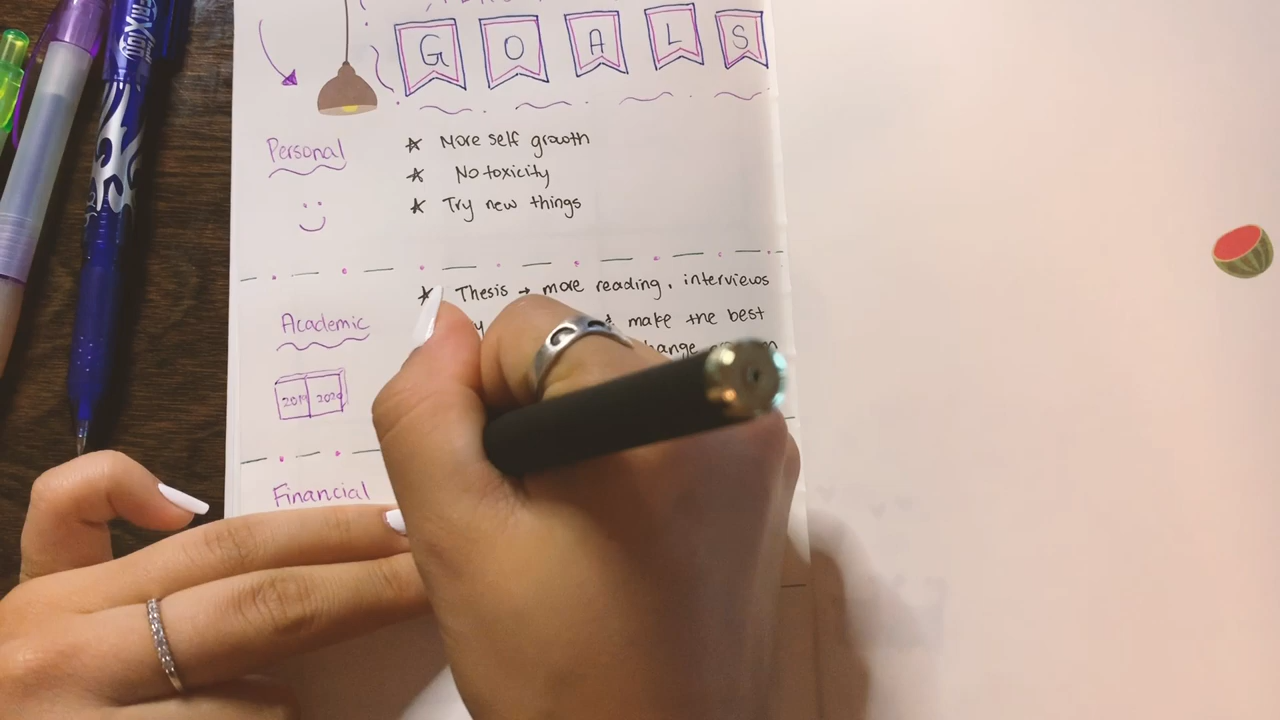 GOALS
Personal
★ More self growth
★ No toxicity
★ Try new things
★ Thesis → more reading, interviews
Academic
make the best
2019 2020
Financial